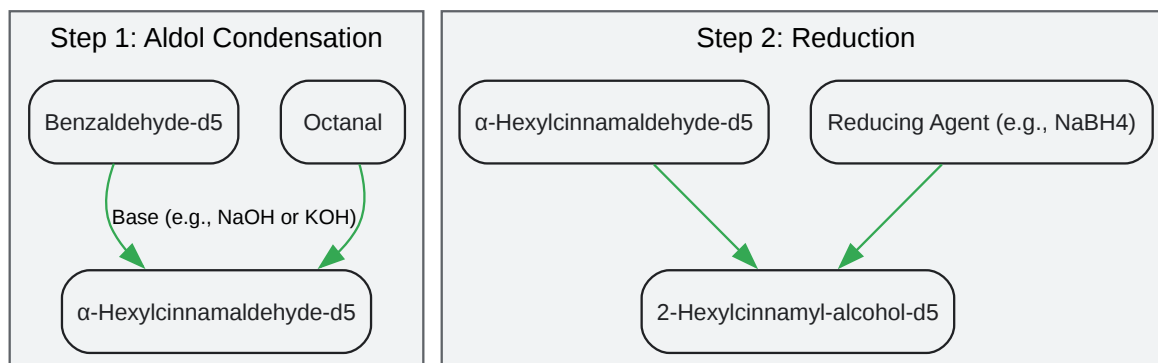 Step 1: Aldol Condensation
Benzaldehyde-d5
Octanal
Base (e.g., NaOH or KOH)
α-Hexylcinnamaldehyde-d5
Step 2: Reduction
α-Hexylcinnamaldehyde-d5
Reducing Agent (e.g., NaBH4)
2-Hexylcinnamyl-alcohol-d5